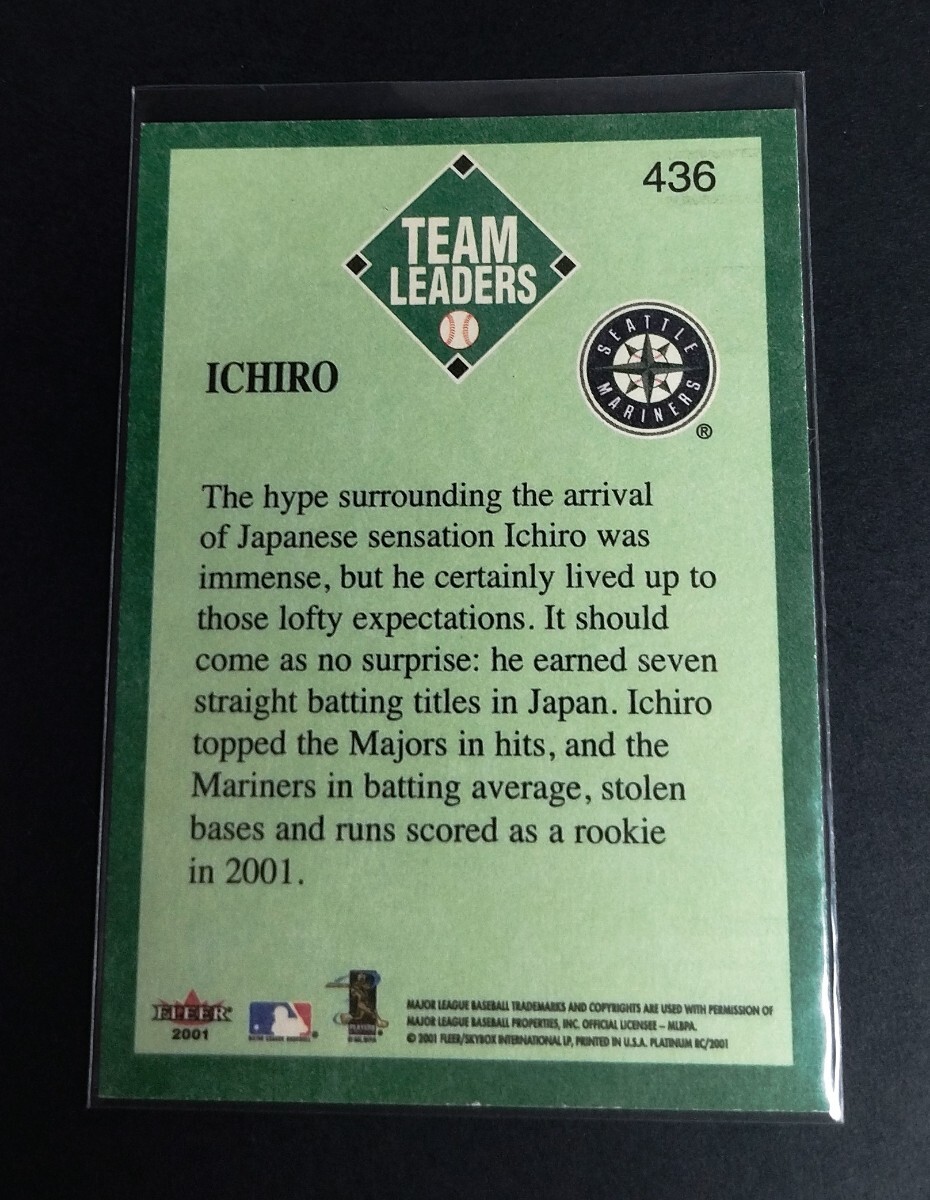 436
TEAM
LEADERS
SEATTLE
MARINERS
®
ICHIRO
The hype surrounding the arrival
of Japanese sensation Ichiro was
immense, but he certainly lived up to
those lofty expectations. It should
come as no surprise: he earned seven
straight batting titles in Japan. Ichiro
topped the Majors in hits, and the
Mariners in batting average, stolen
bases and runs scored as a rookie
in 2001.
FLEER
2001
MAJOR LEAGUE BASEBALL TRADEMARKS AND COPYRIGHTS ARE USED WITH PERMISSION OF
MAJOR LEAGUE BASEBALL PROPERTIES, INC. OFFICIAL LICENSEE – MLBPA.
© 2001 FLEER/SKYBOX INTERNATIONAL LP, PRINTED IN U.S.A. PLATINUM RC/2001